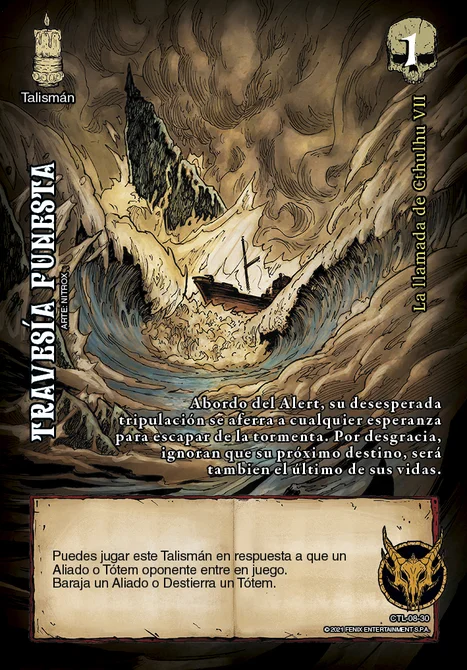 1
Talismán
La llamada de Cthulhu VII
TRAVESÍA FUNESTA
ARTE: NITROX
Abordo del Alert, su desesperada
tripulación se aferra a cualquier esperanza
para escapar de la tormenta. Por desgracia,
ignoran que su próximo destino, será
tambien el último de sus vidas.
Puedes jugar este Talismán en respuesta a que un
Aliado o Tótem oponente entre en juego.
Baraja un Aliado o Destierra un Tótem.
CTL-08-30
© 2021 FENIX ENTERTAINMENT S.P.A.